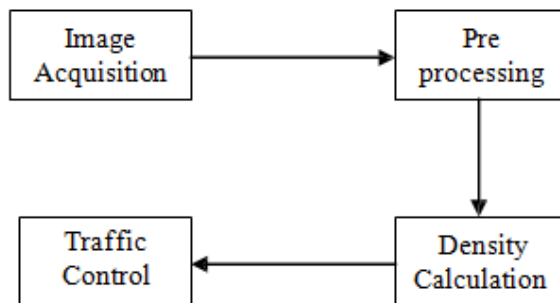 Image
Acquisition
Pre
processing
Traffic
Control
Density
Calculation